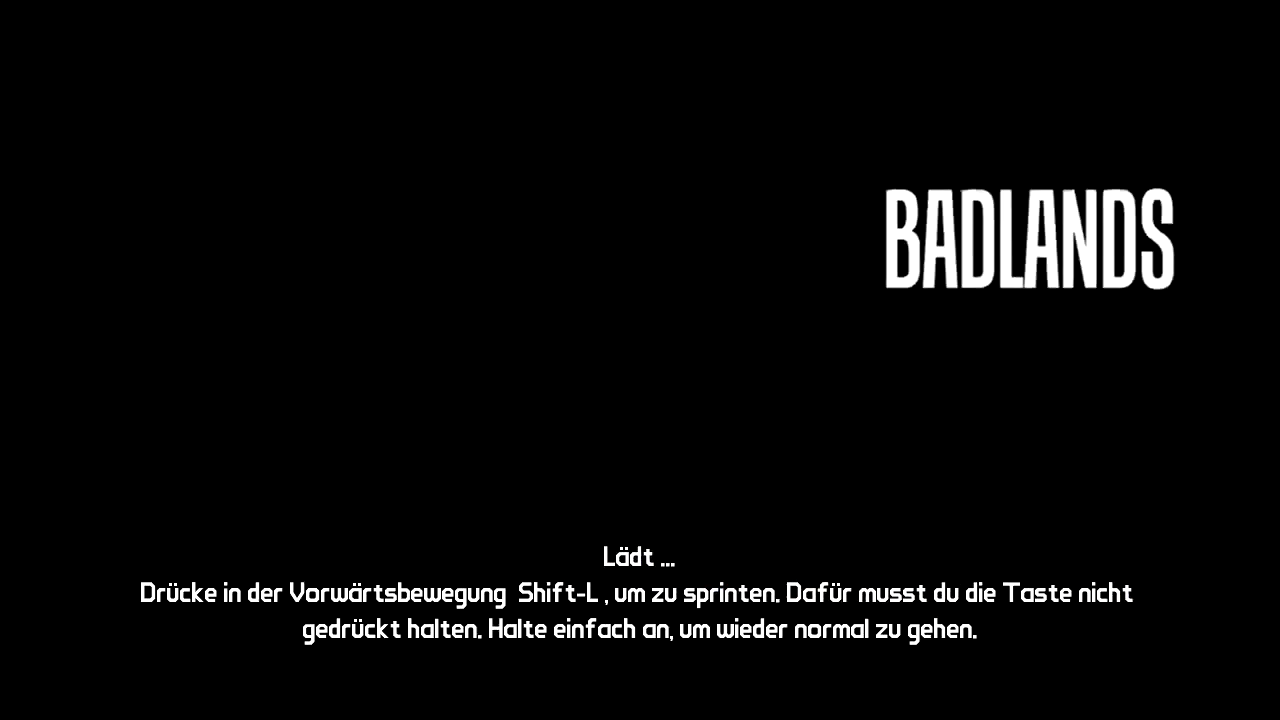 BADLANDS
Lädt ...
Drücke in der Vorwärtsbewegung Shift-L , um zu sprinten. Dafür musst du die Taste nicht
gedrückt halten. Halte einfach an, um wieder normal zu gehen.